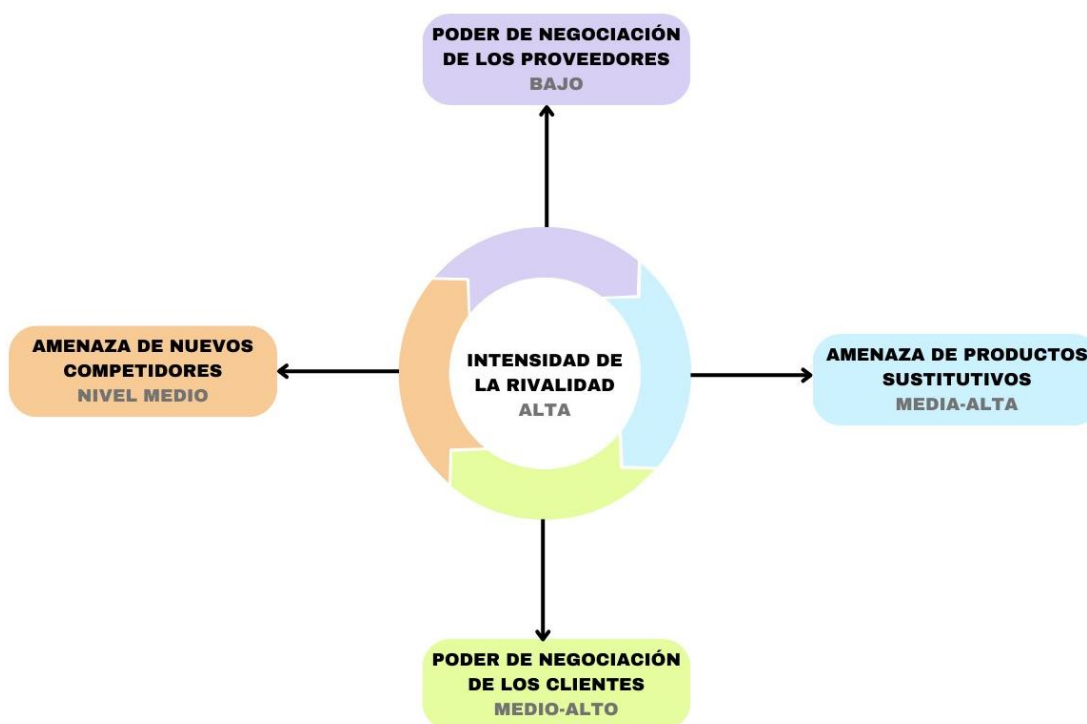 PODER DE NEGOCIACIÓN
DE LOS PROVEEDORES
BAJO
AMENAZA DE NUEVOS
COMPETIDORES
NIVEL MEDIO
INTENSIDAD DE
LA RIVALIDAD
ALTA
AMENAZA DE PRODUCTOS
SUSTITUTIVOS
MEDIA-ALTA
PODER DE NEGOCIACIÓN
DE LOS CLIENTES
MEDIO-ALTO